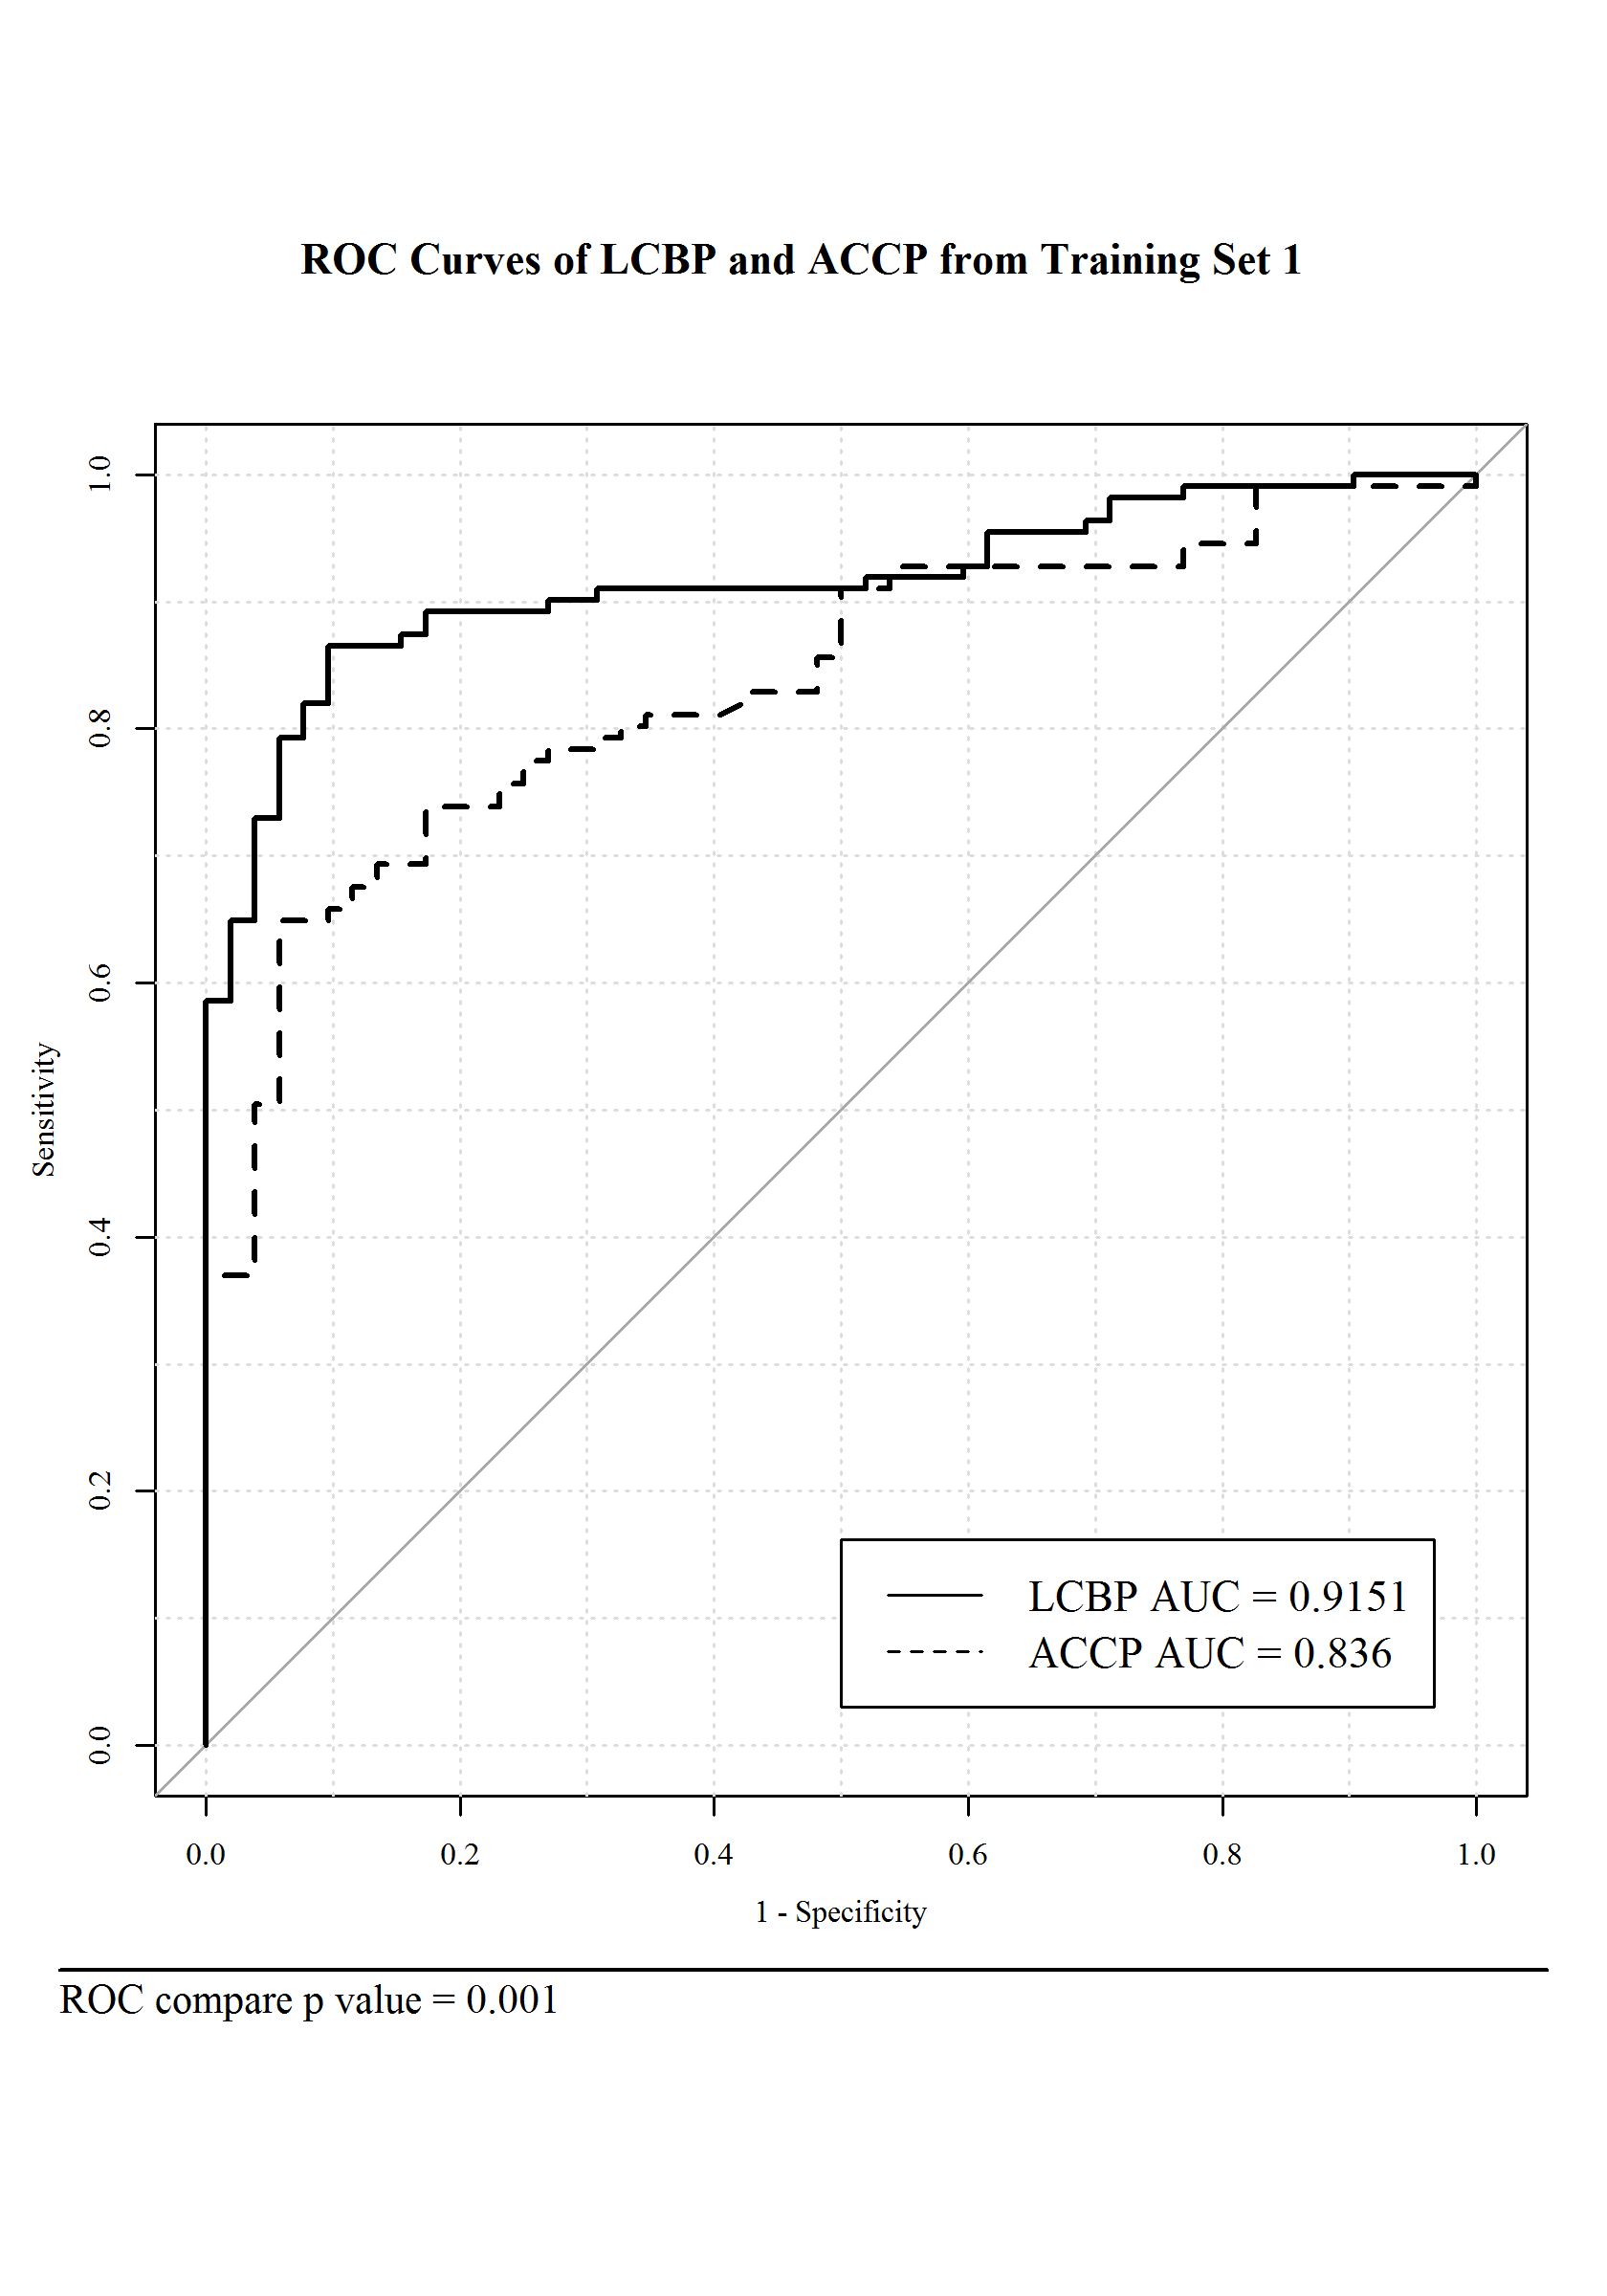 ROC Curves of LCBP and ACCP from Training Set 1
1.0
0.8
0.6
0.4
0.2
0.0
Sensitivity
LCBP AUC = 0.9151
ACCP AUC = 0.836
0.0 0.2 0.4 0.6 0.8 1.0
1 - Specificity
ROC compare p value = 0.001